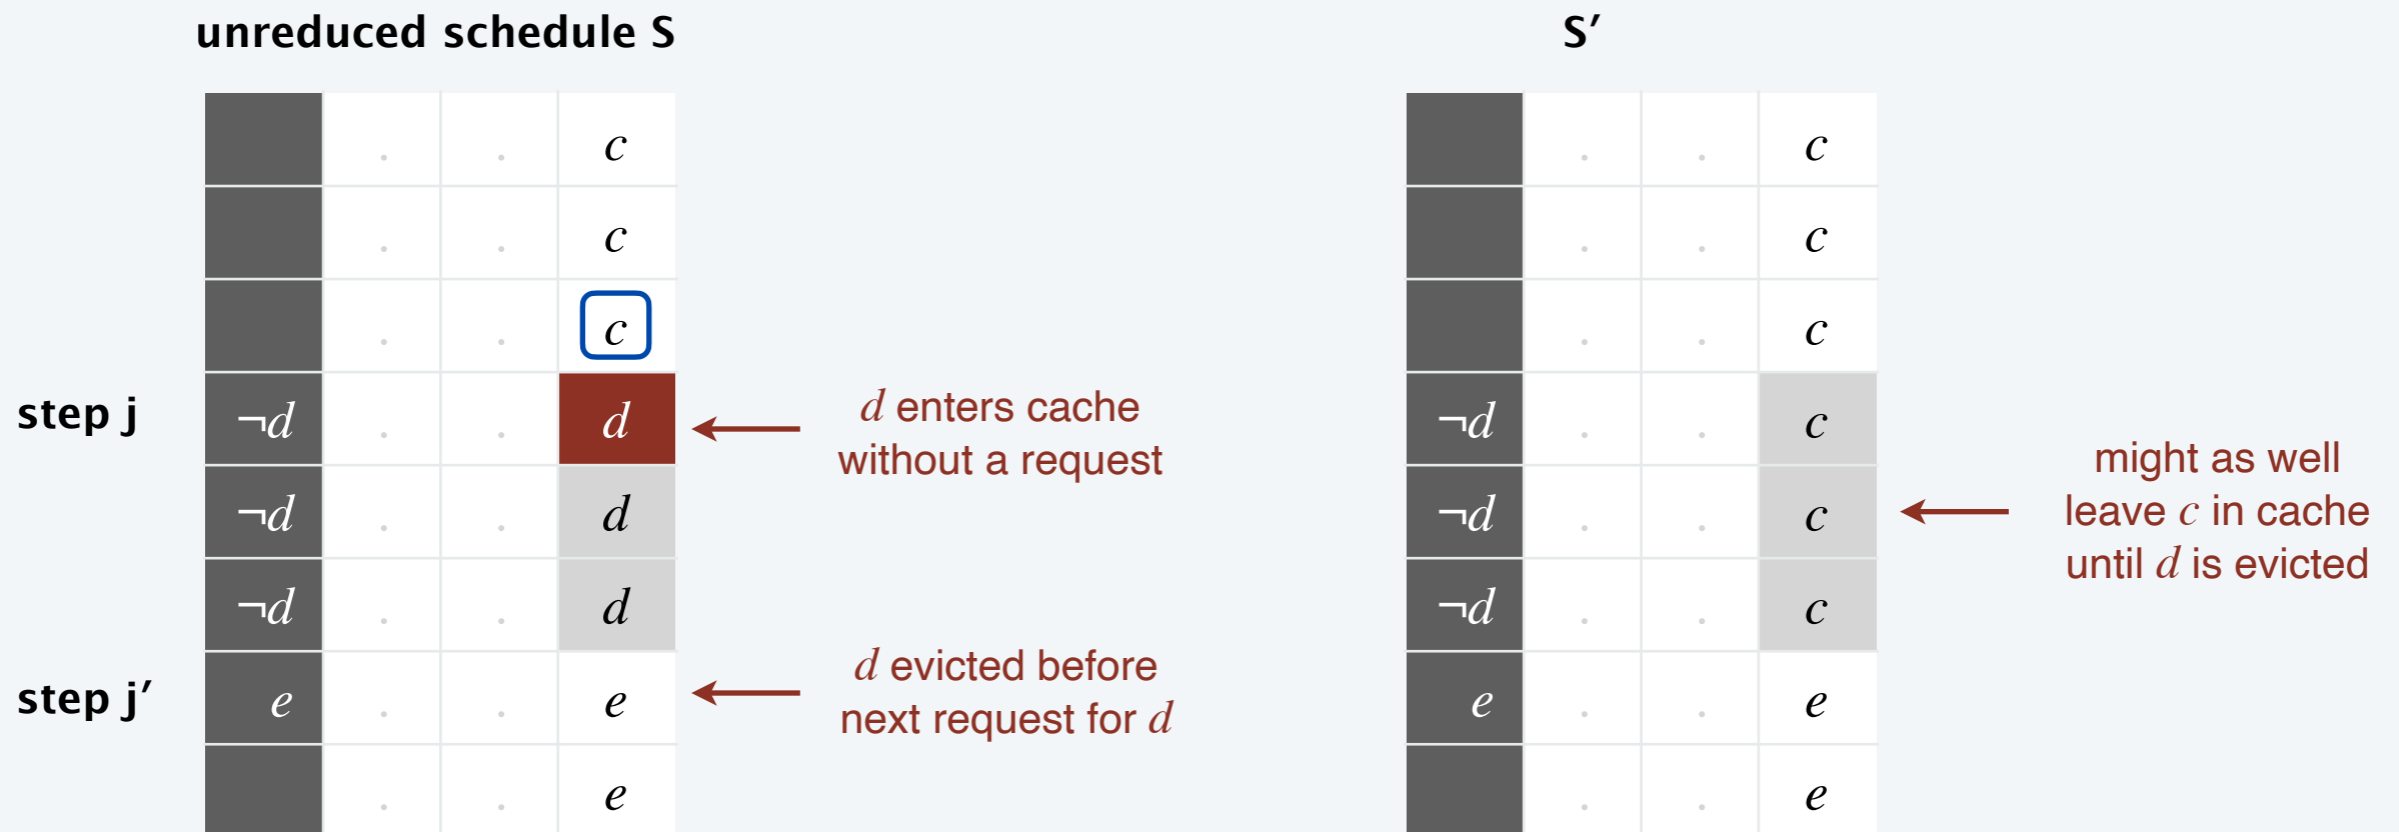 unreduced schedule S
S′
. . c
. . c
. . c
. . c
. . c
. . c
step j ¬d . . d
d enters cache
without a request
¬d . . c
¬d . . d
¬d . . c
might as well
leave c in cache
until d is evicted
¬d . . d
¬d . . c
step j′ e . . e
d evicted before
next request for d
e . . e
. . e
. . e